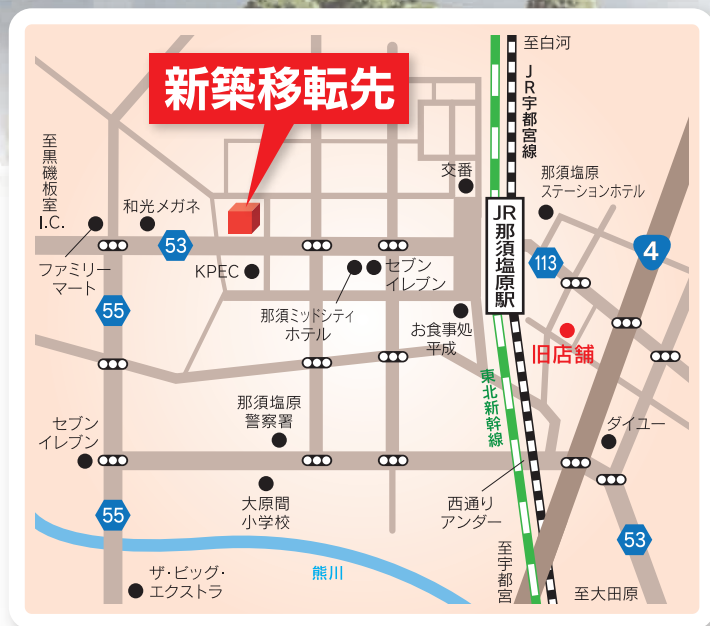 至白河
JR宇都宮線
新築移転先
至黒磯板室
I.C.
和光メガネ
交番
那須塩原
ステーションホテル
JR那須塩原駅
53
113
4
ファミリー
マート
KPEC
セブン
イレブン
55
那須ミッドシティ
ホテル
お食事処
平成
旧店舗
東北新幹線
那須塩原
警察署
セブン
イレブン
ダイユー
大原間
小学校
西通り
アンダー
55
53
熊川
至宇都宮
ザ・ビッグ・
エクストラ
至大田原